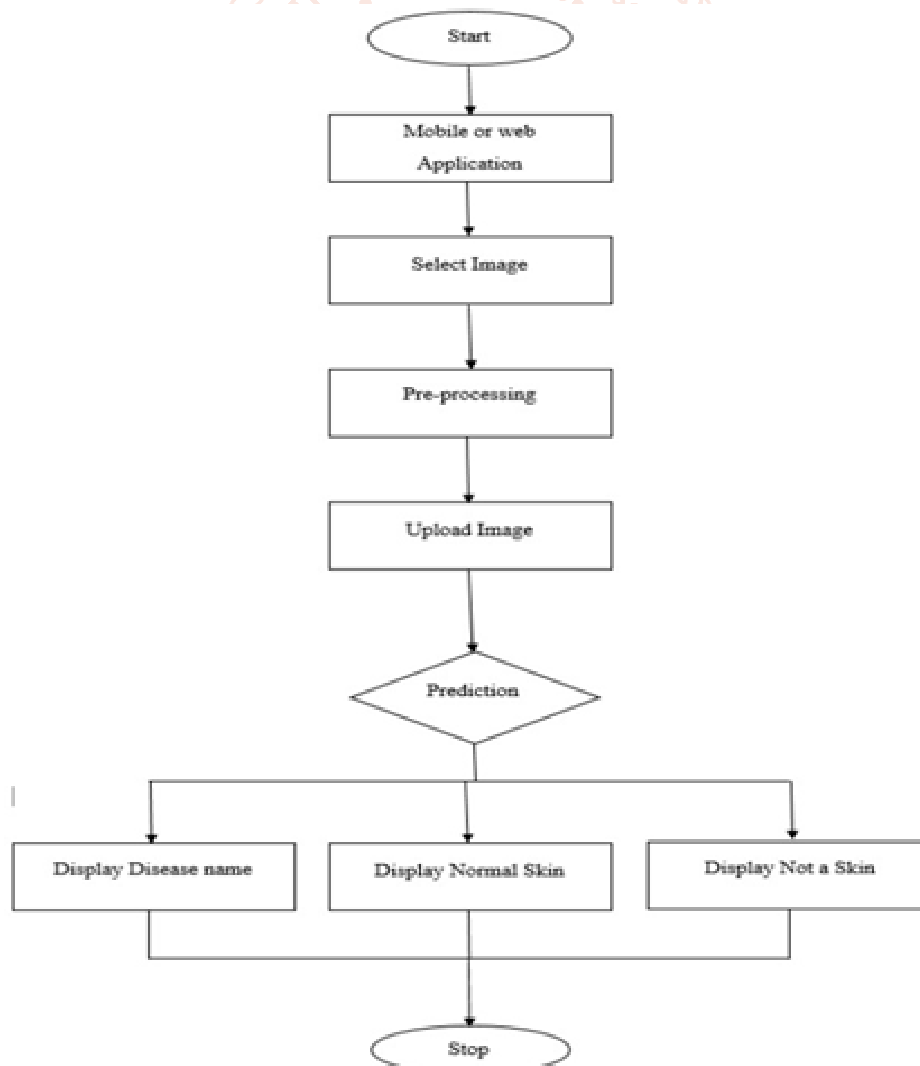 Start
Mobile or web
Application
Select Image
Pre-processing
Upload Image
Prediction
Display Disease name
Display Normal Skin
Display Not a Skin
Stop